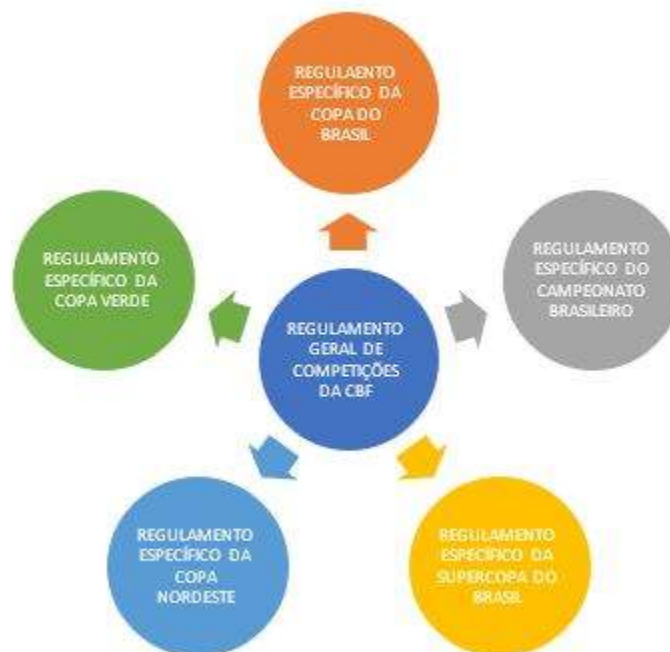 REGULAENTO
ESPECÍFICO DA
COPA DO
BRASIL
REGULAMENTO
ESPECÍFICO DA
COPA VERDE
REGULAMENTO
ESPECÍFICO DO
CAMPEONATO
BRASILEIRO
REGULAMENTO
GERAL DE
COMPETIÇÕES
DA CBF
REGULAMENTO
ESPECÍFICO DA
COPA
NORDESTE
REGULAMENTO
ESPECÍFICO DA
SUPERCOPA DO
BRASIL